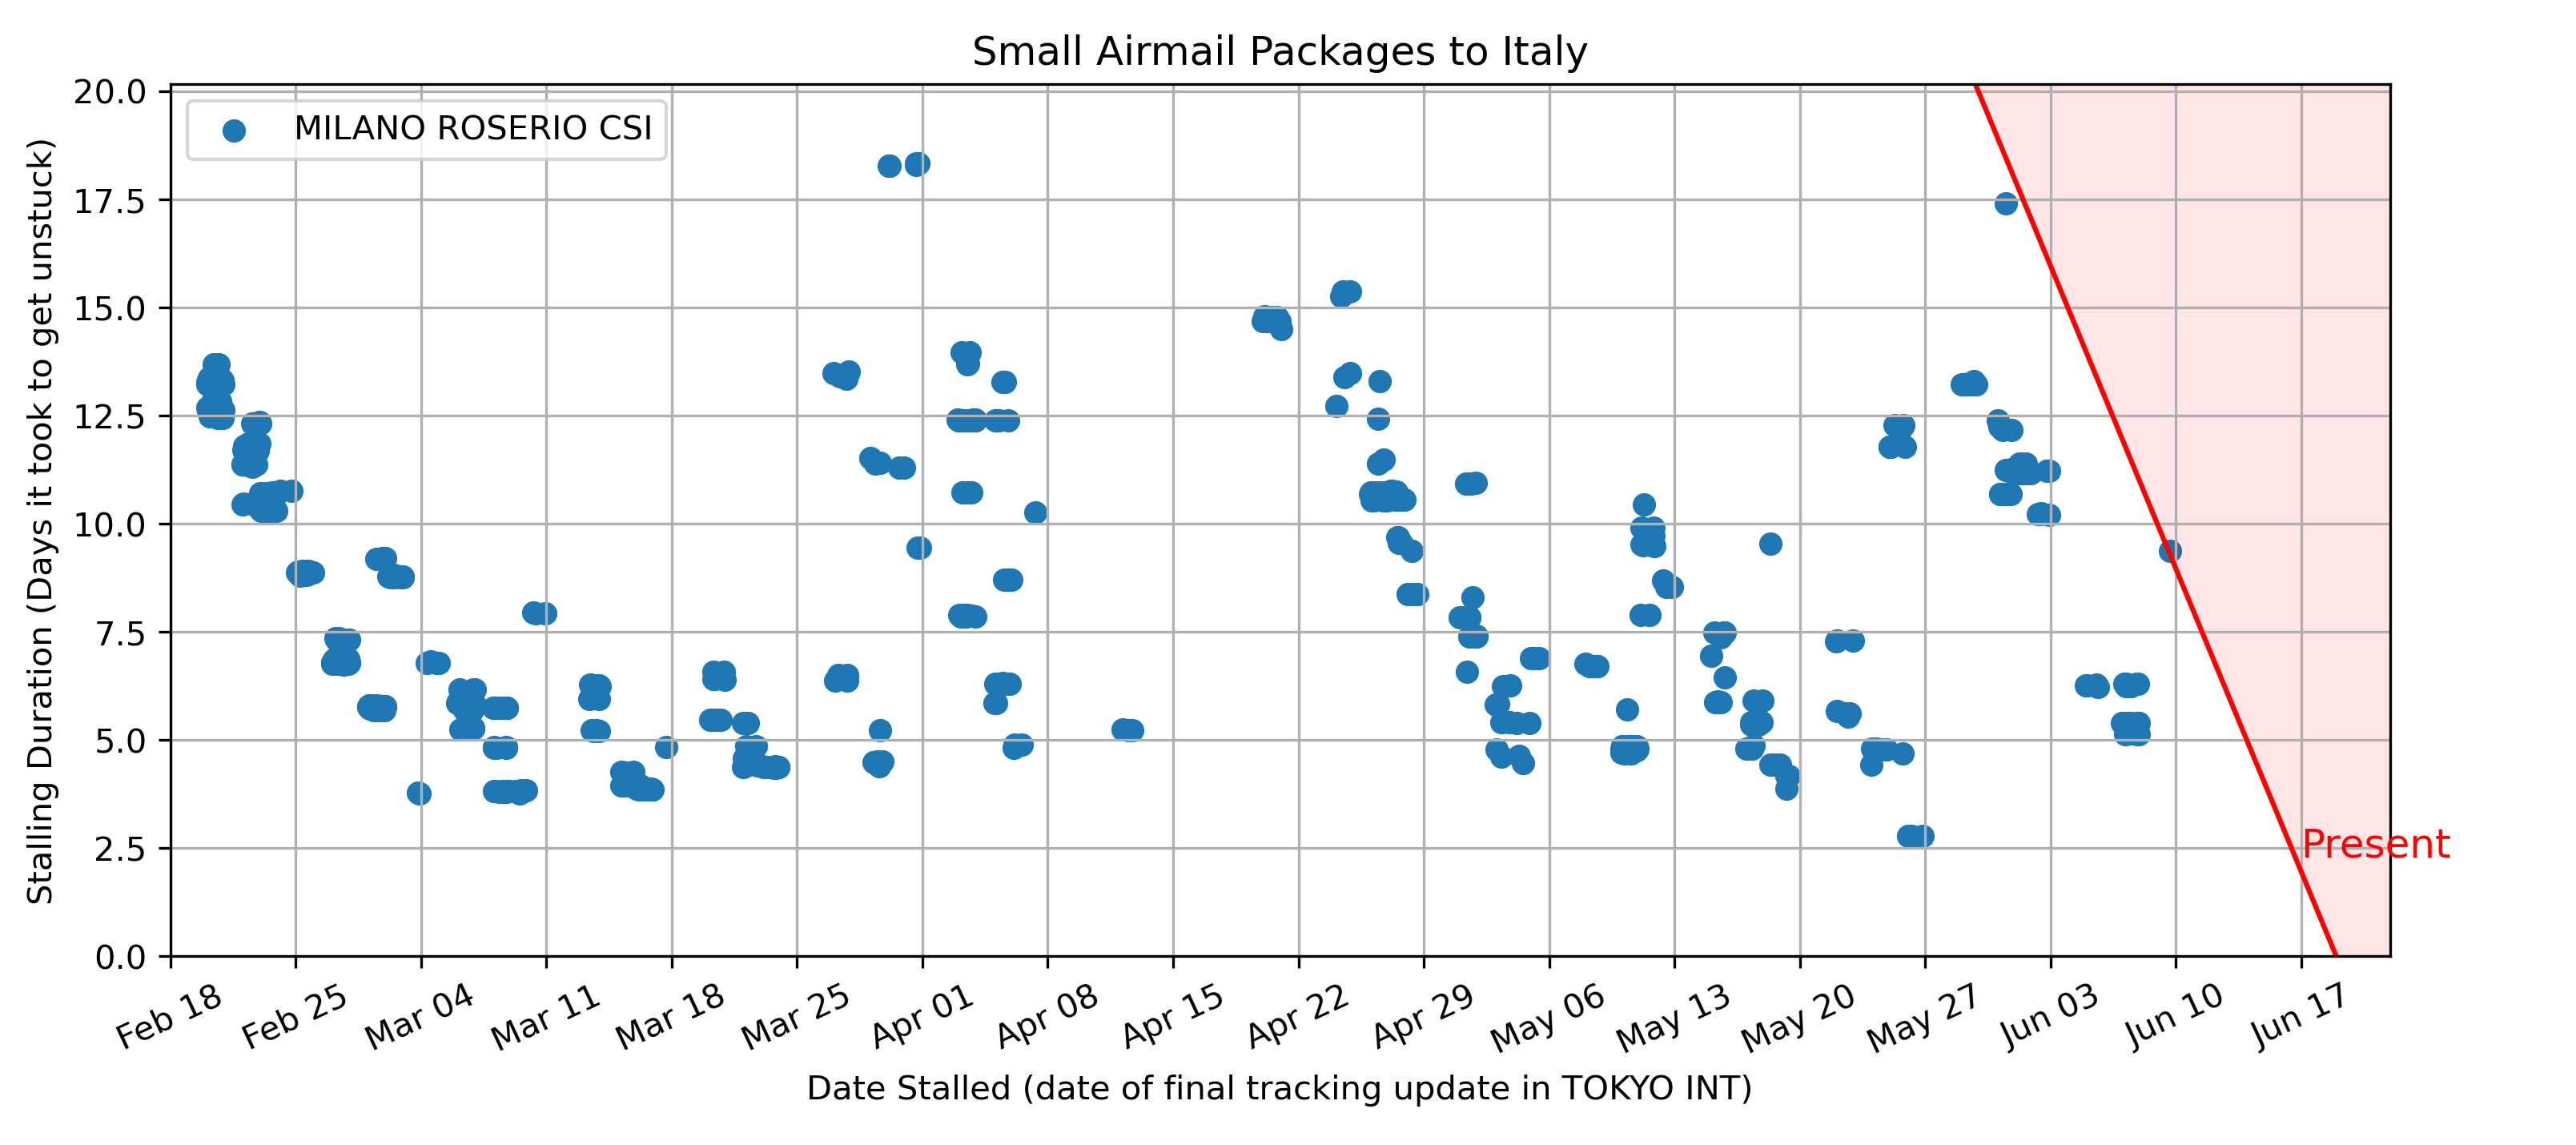 Small Airmail Packages to Italy
MILANO ROSERIO CSI
Stalling Duration (Days it took to get unstuck)
20.0
17.5
15.0
12.5
10.0
7.5
5.0
2.5
0.0
Present
Feb 18
Feb 25
Mar 04
Mar 11
Mar 18
Mar 25
Apr 01
Apr 08
Apr 15
Apr 22
Apr 29
May 06
May 13
May 20
May 27
Jun 03
Jun 10
Jun 17
Date Stalled (date of final tracking update in TOKYO INT)